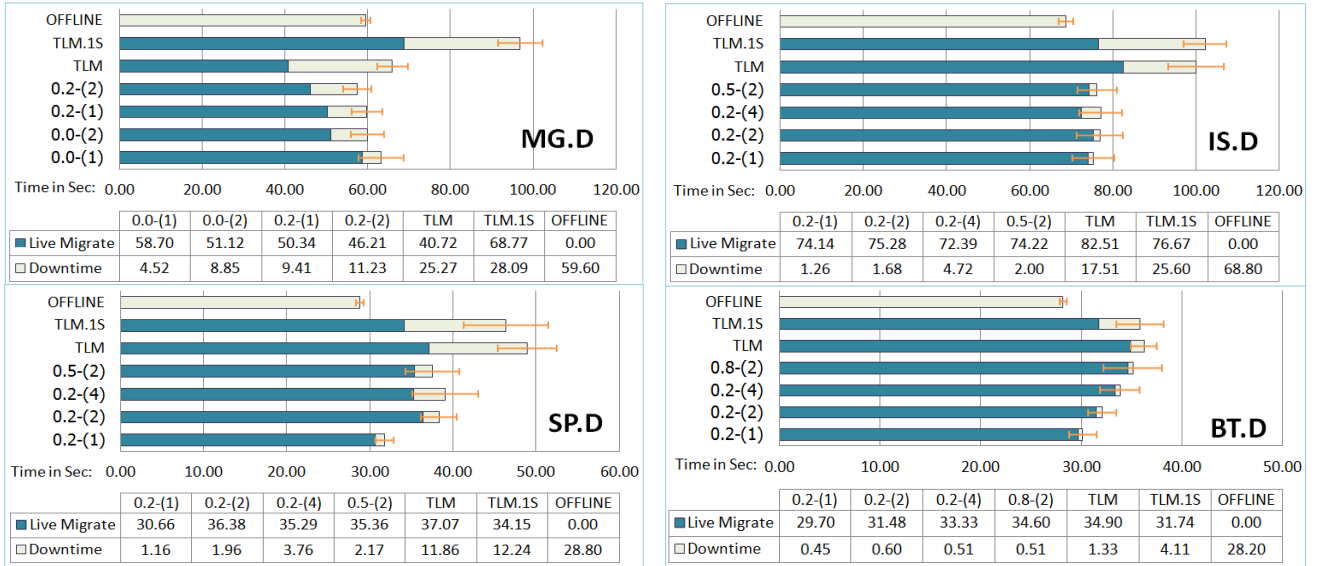 OFFLINE
TLM.1S
TLM
0.2-(2)
0.2-(1)
0.0-(2)
0.0-(1)
MG.D
Time in Sec: 0.00 20.00 40.00 60.00 80.00 100.00 120.00
0.0-(1) 0.0-(2) 0.2-(1) 0.2-(2) TLM TLM.1S OFFLINE
Live Migrate 58.70 51.12 50.34 46.21 40.72 68.77 0.00
Downtime 4.52 8.85 9.41 11.23 25.27 28.09 59.60
OFFLINE
TLM.1S
TLM
0.5-(2)
0.2-(4)
0.2-(2)
0.2-(1)
IS.D
Time in Sec: 0.00 20.00 40.00 60.00 80.00 100.00 120.00
0.2-(1) 0.2-(2) 0.2-(4) 0.5-(2) TLM TLM.1S OFFLINE
Live Migrate 74.14 75.28 72.39 74.22 82.51 76.67 0.00
Downtime 1.26 1.68 4.72 2.00 17.51 25.60 68.80
OFFLINE
TLM.1S
TLM
0.5-(2)
0.2-(4)
0.2-(2)
0.2-(1)
SP.D
Time in Sec: 0.00 10.00 20.00 30.00 40.00 50.00 60.00
0.2-(1) 0.2-(2) 0.2-(4) 0.5-(2) TLM TLM.1S OFFLINE
Live Migrate 30.66 36.38 35.29 35.36 37.07 34.15 0.00
Downtime 1.16 1.96 3.76 2.17 11.86 12.24 28.80
OFFLINE
TLM.1S
TLM
0.8-(2)
0.2-(4)
0.2-(2)
0.2-(1)
BT.D
Time in Sec: 0.00 10.00 20.00 30.00 40.00 50.00
0.2-(1) 0.2-(2) 0.2-(4) 0.8-(2) TLM TLM.1S OFFLINE
Live Migrate 29.70 31.48 33.33 34.60 34.90 31.74 0.00
Downtime 0.45 0.60 0.51 0.51 1.33 4.11 28.20